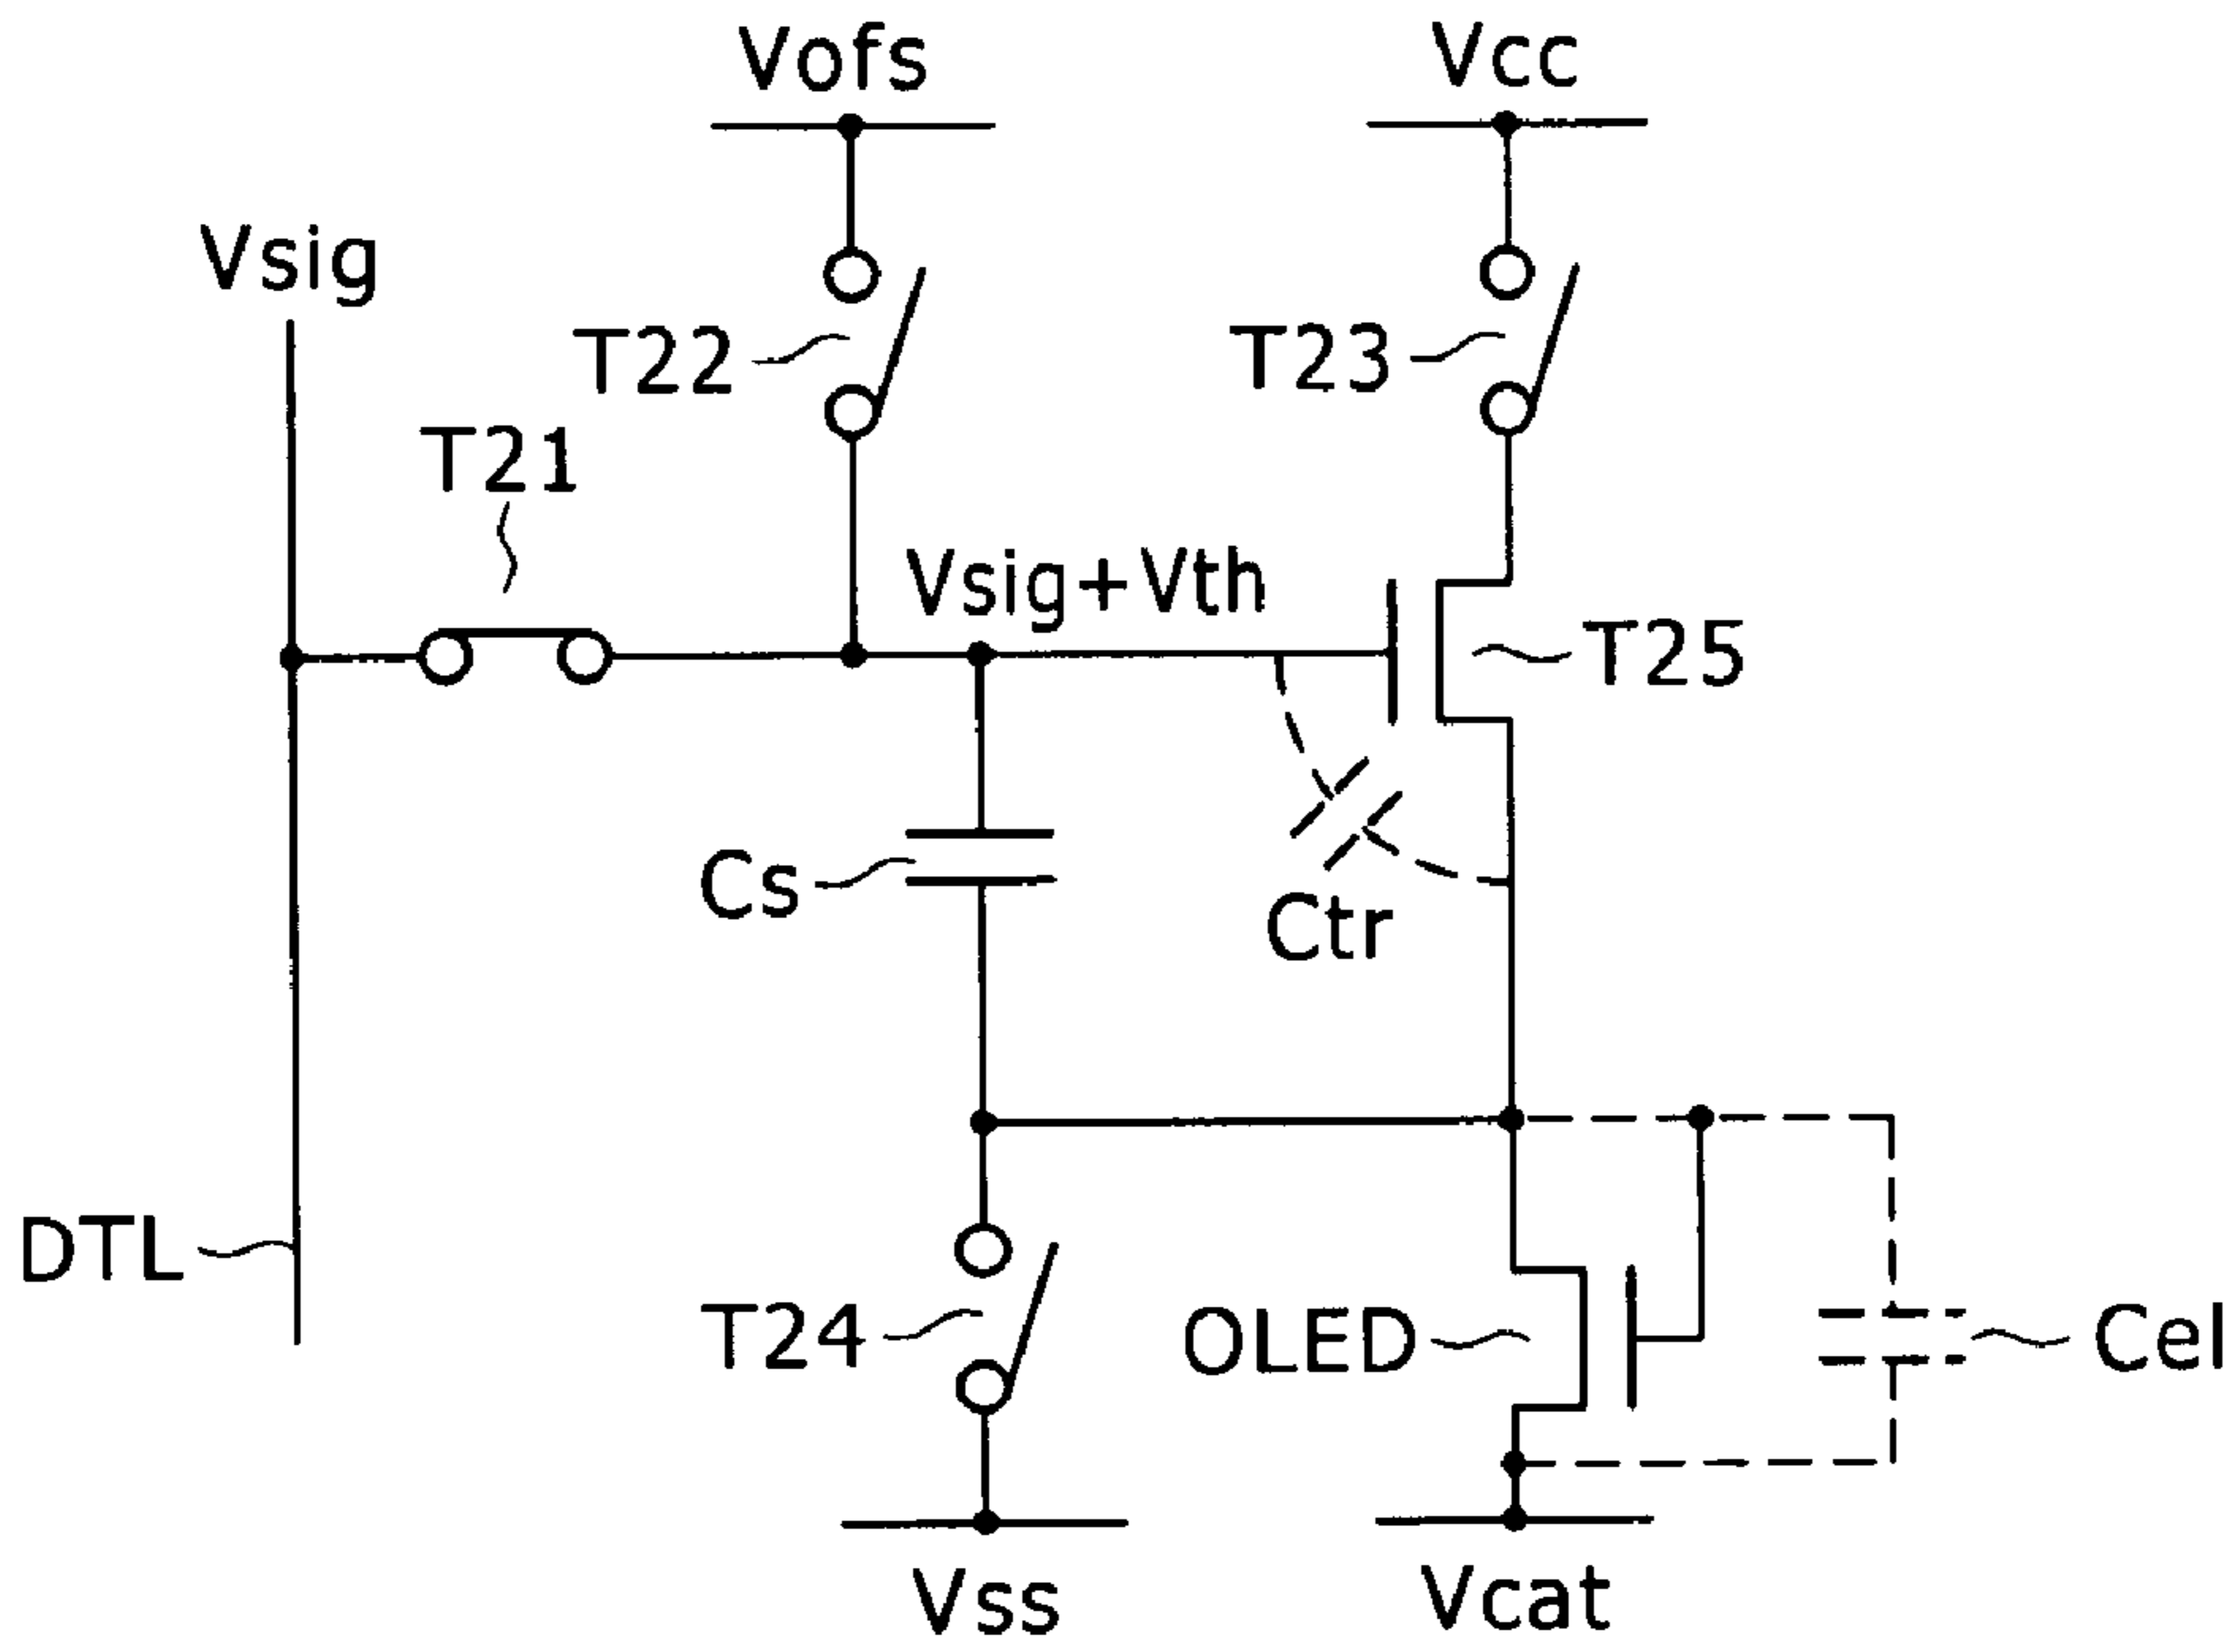 Vofs
Vcc
Vsig
T22
T23
T21
Vsig+Vth
T25
Cs
Ctr
DTL
T24
OLED
Cel
Vss
Vcat